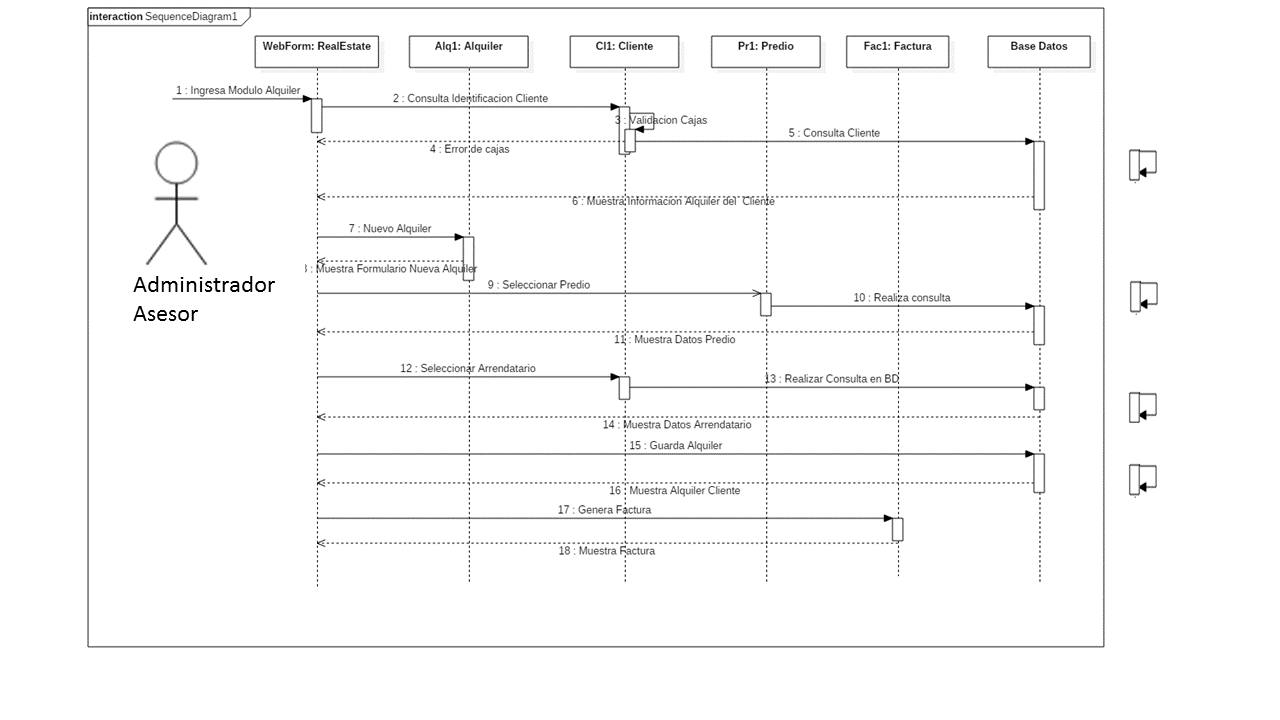 interaction SequenceDiagram1
WebForm: RealEstate
Alq1: Alquiler
Cl1: Cliente
Pr1: Predio
Fac1: Factura
Base Datos
1 : Ingresa Modulo Alquiler
2 : Consulta Identificacion Cliente
3 : Validacion Cajas
5 : Consulta Cliente
4 : Error de cajas
6 : Muestra Informacion Alquiler del Cliente
7 : Nuevo Alquiler
: Muestra Formulario Nueva Alquiler
Administrador
Asesor
9 : Seleccionar Predio
10 : Realiza consulta
11 : Muestra Datos Predio
12 : Seleccionar Arrendatario
13 : Realizar Consulta en BD
14 : Muestra Datos Arrendatario
15 : Guarda Alquiler
16 : Muestra Alquiler Cliente
17 : Genera Factura
18 : Muestra Factura